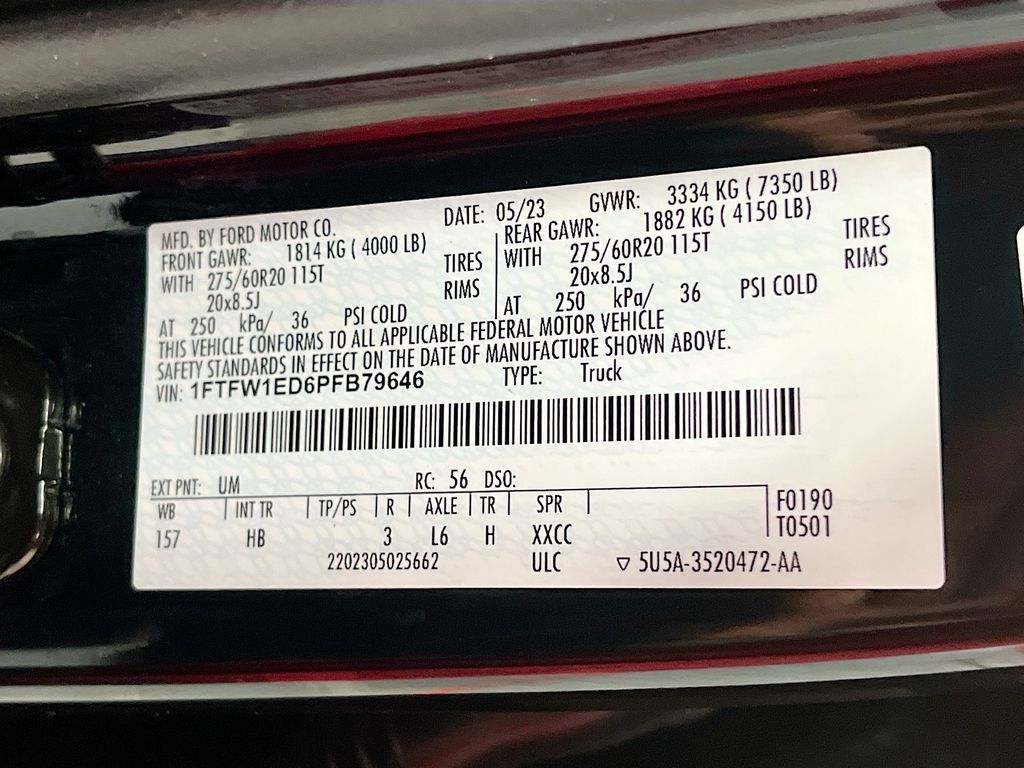 MFD. BY FORD MOTOR CO. DATE: 05/23 GVWR: 3334 KG ( 7350 LB)
FRONT GAWR: 1814 KG ( 4000 LB) REAR GAWR: 1882 KG ( 4150 LB)
WITH 275/60R20 115T TIRES WITH 275/60R20 115T TIRES
20x8.5J RIMS 20x8.5J RIMS
AT 250 kPa/ 36 PSI COLD AT 250 kPa/ 36 PSI COLD
THIS VEHICLE CONFORMS TO ALL APPLICABLE FEDERAL MOTOR VEHICLE
SAFETY STANDARDS IN EFFECT ON THE DATE OF MANUFACTURE SHOWN ABOVE.
VIN: 1FTFW1ED6PFB79646 TYPE: Truck
EXT PNT: UM RC: 56 DSO:
WB INT TR TP/PS R AXLE TR SPR F0190
157 HB 3 L6 H XXCC T0501
2202305025662 ULC ▽ 5U5A-3520472-AA